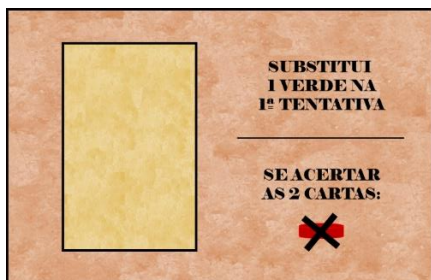 SUBSTITUI
1 VERDE NA
1ª TENTATIVA
SE ACERTAR
AS 2 CARTAS: